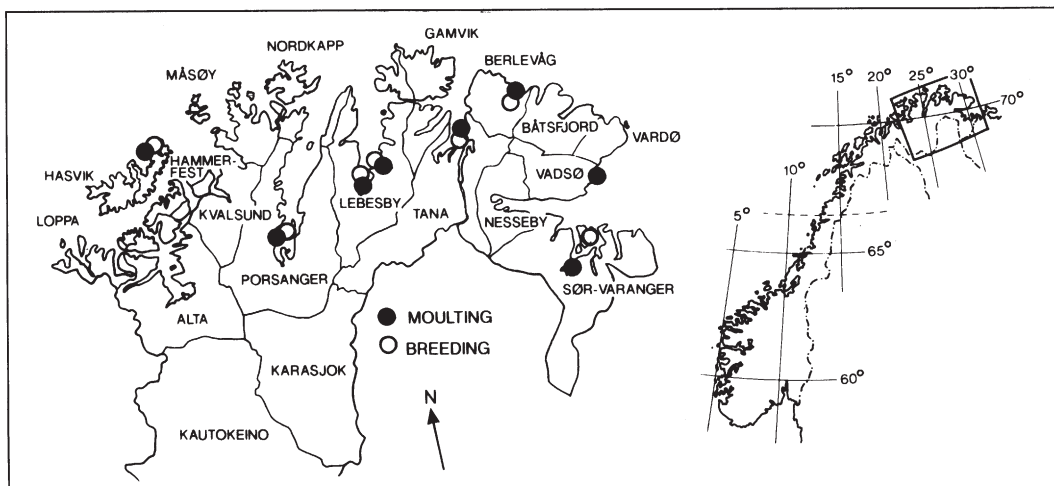 GAMVIK
NORDKAPP
BERLEVÅG
MÅSØY
BÅTSFJORD
VARDØ
HAMMER-
FEST
HASVIK
VADSØ
LOPPA
KVALSUND
LEBESBY
TANA
NESSEBY
PORSANGER
SØR-VARANGER
ALTA
MOULTING
BREEDING
KARASJOK
N
KAUTOKEINO
15°
20°
25°
30°
70°
10°
5°
65°
60°